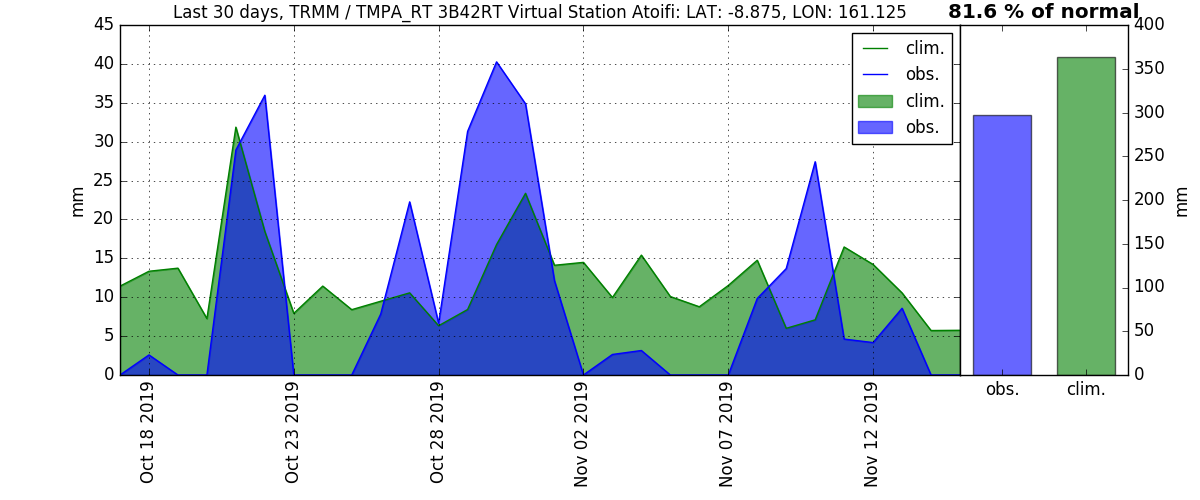 Last 30 days, TRMM / TMPA_RT 3B42RT Virtual Station Atoifi: LAT: -8.875, LON: 161.125
81.6 % of normal
45
40
35
30
25
20
15
10
5
0
mm
clim.
obs.
clim.
obs.
Oct 18 2019
Oct 23 2019
Oct 28 2019
Nov 02 2019
Nov 07 2019
Nov 12 2019
400
350
300
250
200
150
100
50
0
mm
obs.
clim.